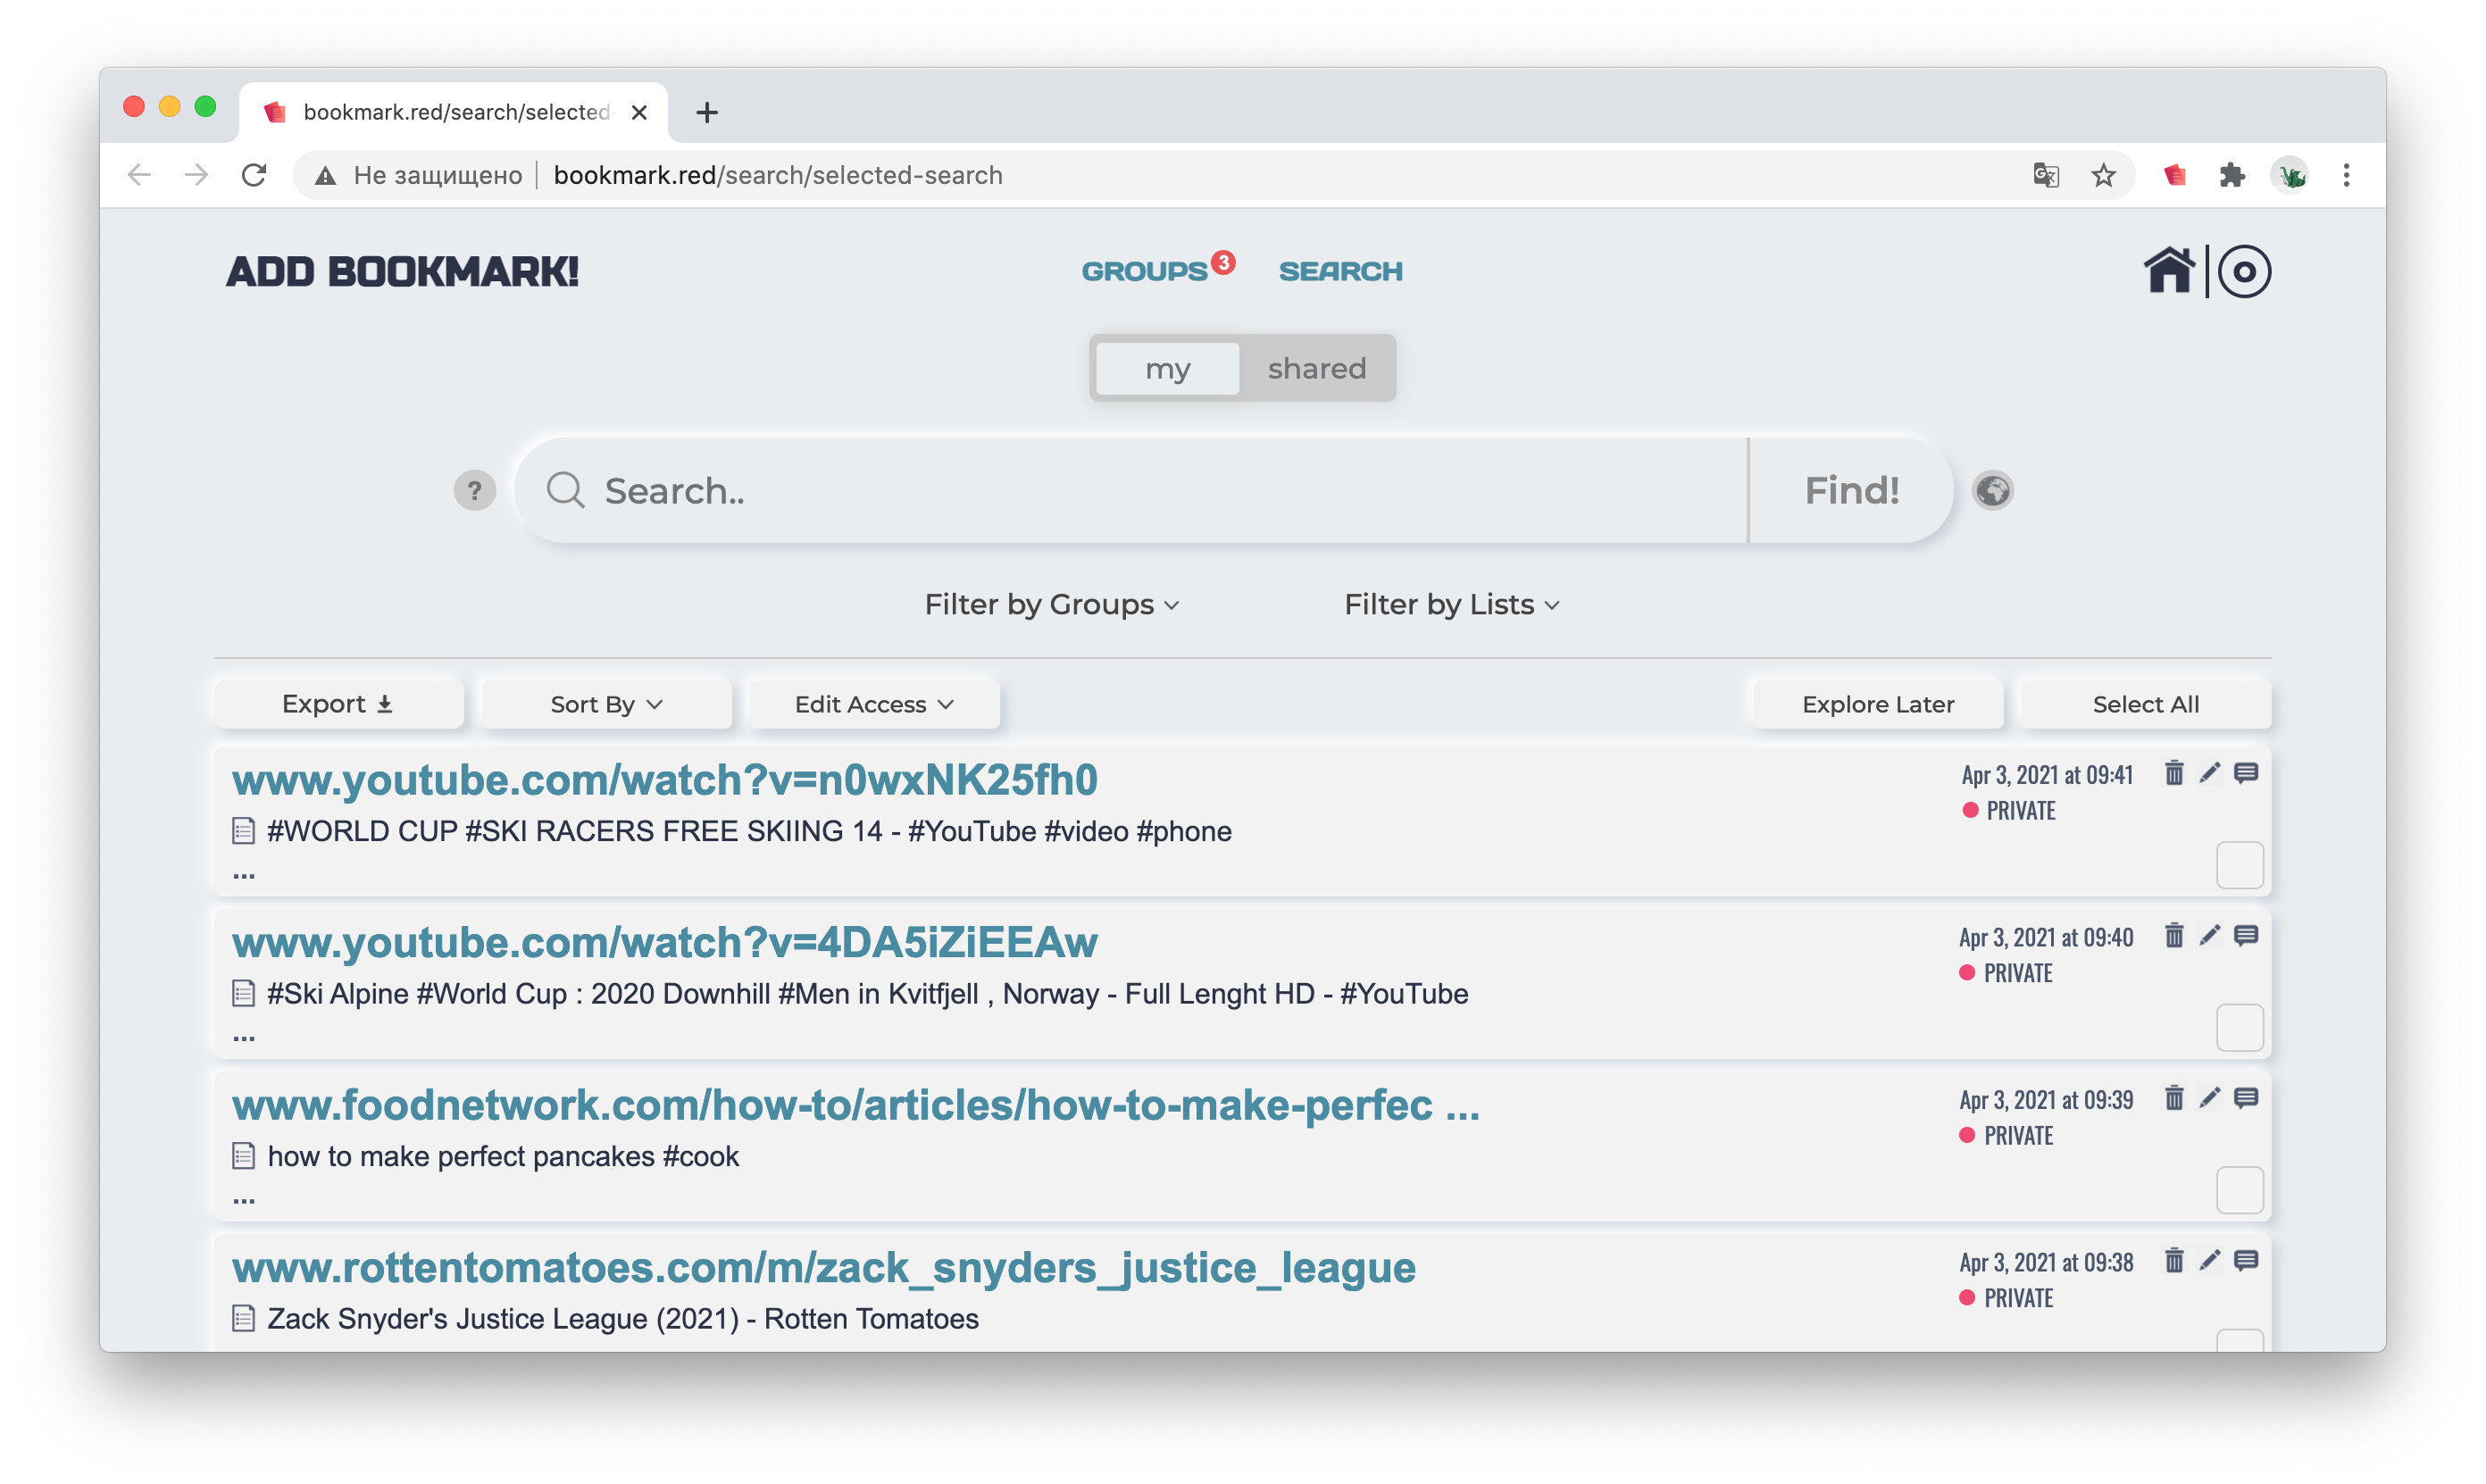 bookmark.red/search/selected-
Не защищено bookmark.red/search/selected-search
ADD BOOKMARK!
GROUPS 3 SEARCH
my shared
? Search.. Find!
Filter by Groups Filter by Lists
Export Sort By Edit Access Explore Later Select All
www.youtube.com/watch?v=n0wxNK25fh0 Apr 3, 2021 at 09:41
PRIVATE
#WORLD CUP #SKI RACERS FREE SKIING 14 - #YouTube #video #phone
...
www.youtube.com/watch?v=4DA5iZiEEAw Apr 3, 2021 at 09:40
PRIVATE
#Ski Alpine #World Cup : 2020 Downhill #Men in Kvitfjell , Norway - Full Lenght HD - #YouTube
...
www.foodnetwork.com/how-to/articles/how-to-make-perfec ... Apr 3, 2021 at 09:39
PRIVATE
how to make perfect pancakes #cook
...
www.rottentomatoes.com/m/zack_snyders_justice_league Apr 3, 2021 at 09:38
PRIVATE
Zack Snyder's Justice League (2021) - Rotten Tomatoes